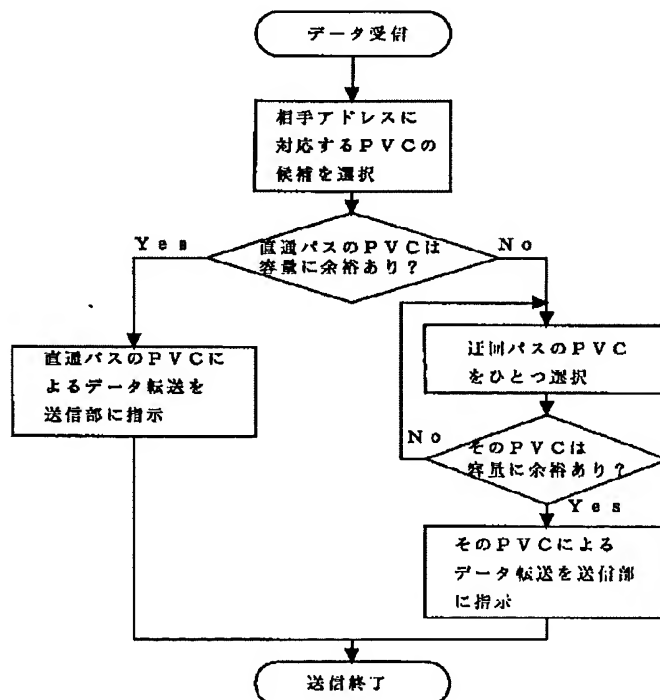 データ受信
相手アドレスに
対応するPVCの
候補を選択
Yes
直通パスのPVCは
容量に余裕あり?
No
直通パスのPVCに
よるデータ転送を
送信部に指示
迂回パスのPVC
をひとつ選択
No
そのPVCは
容量に余裕あり?
Yes
そのPVCによる
データ転送を送信部
に指示
送信終了